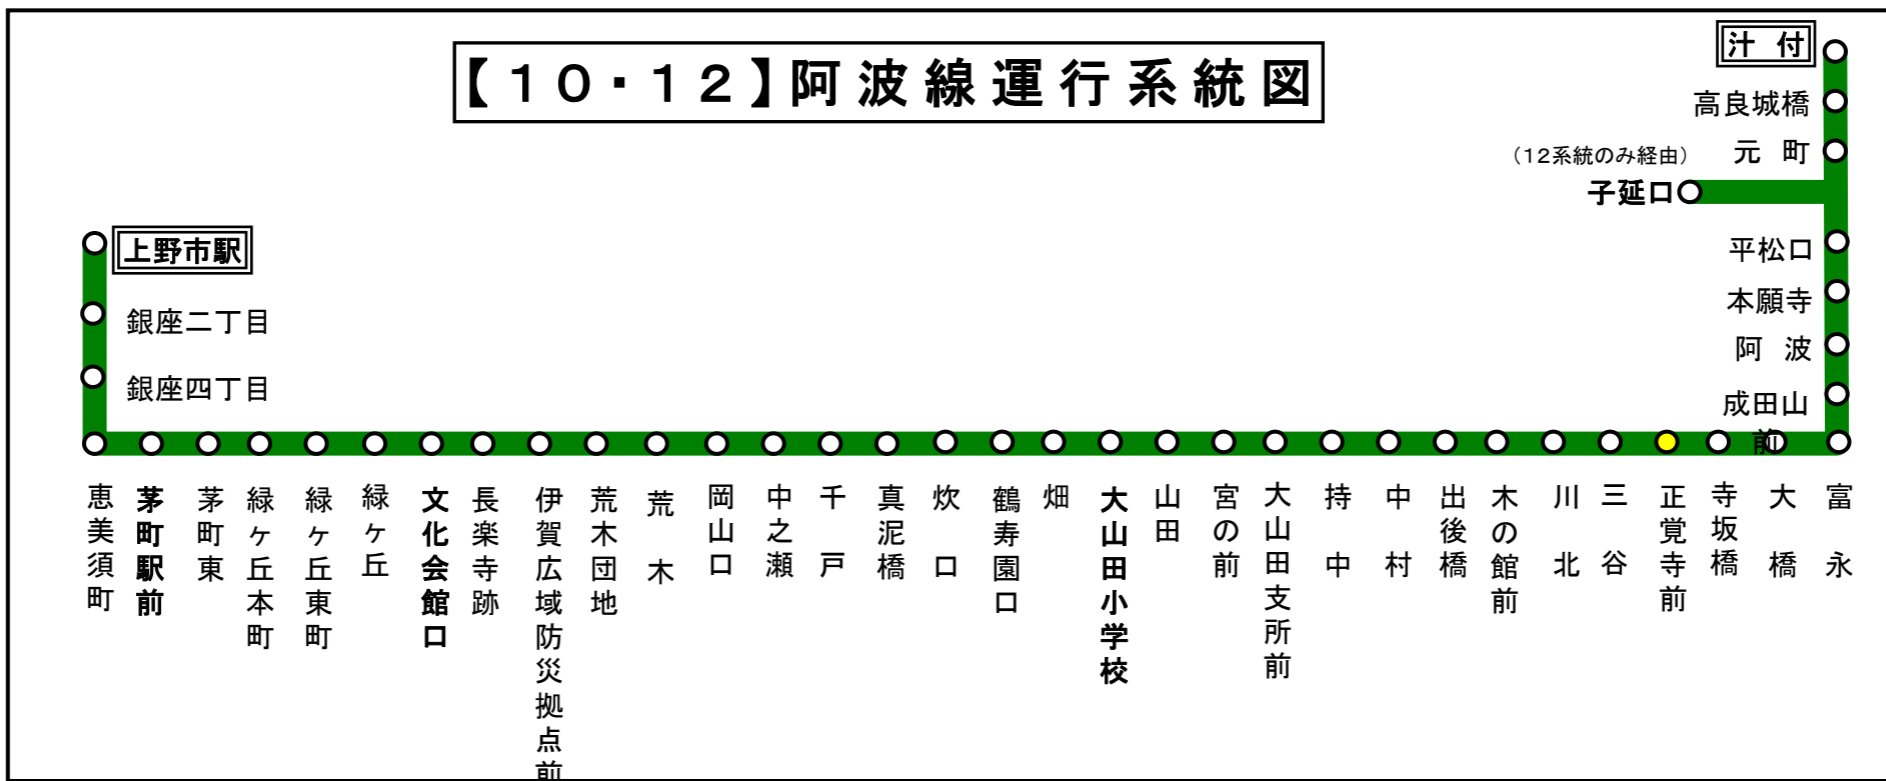 【10・12】阿波線運行系統図
汁付
高良城橋
元町
（12系統のみ経由）
子延口
平松口
本願寺
阿波
成田山
前
上野市駅
銀座二丁目
銀座四丁目
恵美須町
茅町駅前
茅町東
緑ヶ丘本町
緑ヶ丘東町
緑ヶ丘
文化会館口
長楽寺跡
伊賀広域防災拠点前
荒木団地
荒木
岡山口
中之瀬
千戸
真泥橋
炊口
鶴寿園口
畑
大山田小学校
山田
宮の前
大山田支所前
持中
中村
出後橋
木の館前
川北
三谷
正覚寺前
寺坂橋
大橋
富永